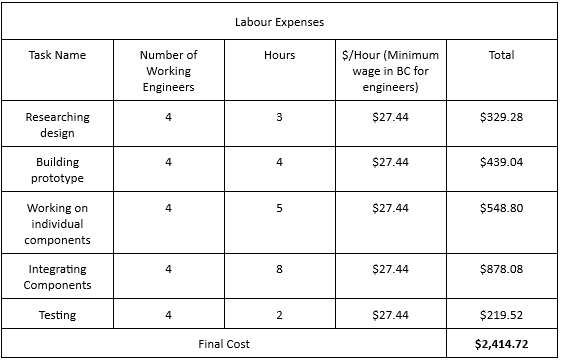 Labour Expenses
Task Name
Number of
Working
Engineers
Hours
$/Hour (Minimum
wage in BC for
engineers)
Total
Researching
design
4
3
$27.44
$329.28
Building
prototype
4
4
$27.44
$439.04
Working on
individual
components
4
5
$27.44
$548.80
Integrating
Components
4
8
$27.44
$878.08
Testing
4
2
$27.44
$219.52
Final Cost
$2,414.72